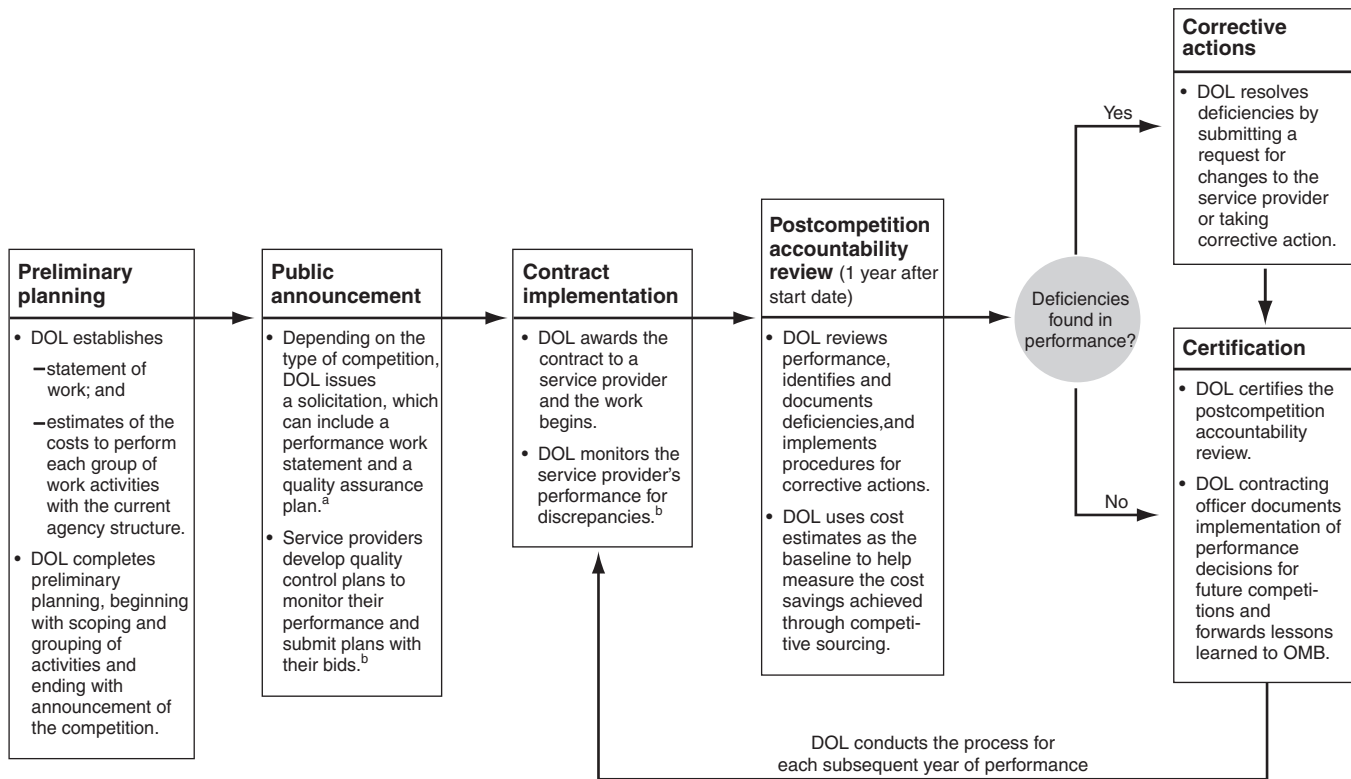 Preliminary
planning
• DOL establishes
–statement of
work; and
–estimates of the
costs to perform
each group of
work activities
with the current
agency structure.
• DOL completes
preliminary
planning, beginning
with scoping and
grouping of
activities and
ending with
announcement of
the competition.
Public
announcement
• Depending on the
type of competition,
DOL issues
a solicitation, which
can include a
performance work
statement and a
quality assurance
plan.a
• Service providers
develop quality
control plans to
monitor their
performance and
submit plans with
their bids.b
Contract
implementation
• DOL awards the
contract to a
service provider
and the work
begins.
• DOL monitors the
service provider's
performance for
discrepancies.b
Postcompetition
accountability
review (1 year after
start date)
• DOL reviews
performance,
identifies and
documents
deficiencies,and
implements
procedures for
corrective actions.
• DOL uses cost
estimates as the
baseline to help
measure the cost
savings achieved
through competi-
tive sourcing.
Deficiencies
found in
performance?
Yes
No
Corrective
actions
• DOL resolves
deficiencies by
submitting a
request for
changes to the
service provider
or taking
corrective action.
Certification
• DOL certifies the
postcompetition
accountability
review.
• DOL contracting
officer documents
implementation of
performance
decisions for
future competi-
tions and
forwards lessons
learned to OMB.
DOL conducts the process for
each subsequent year of performance